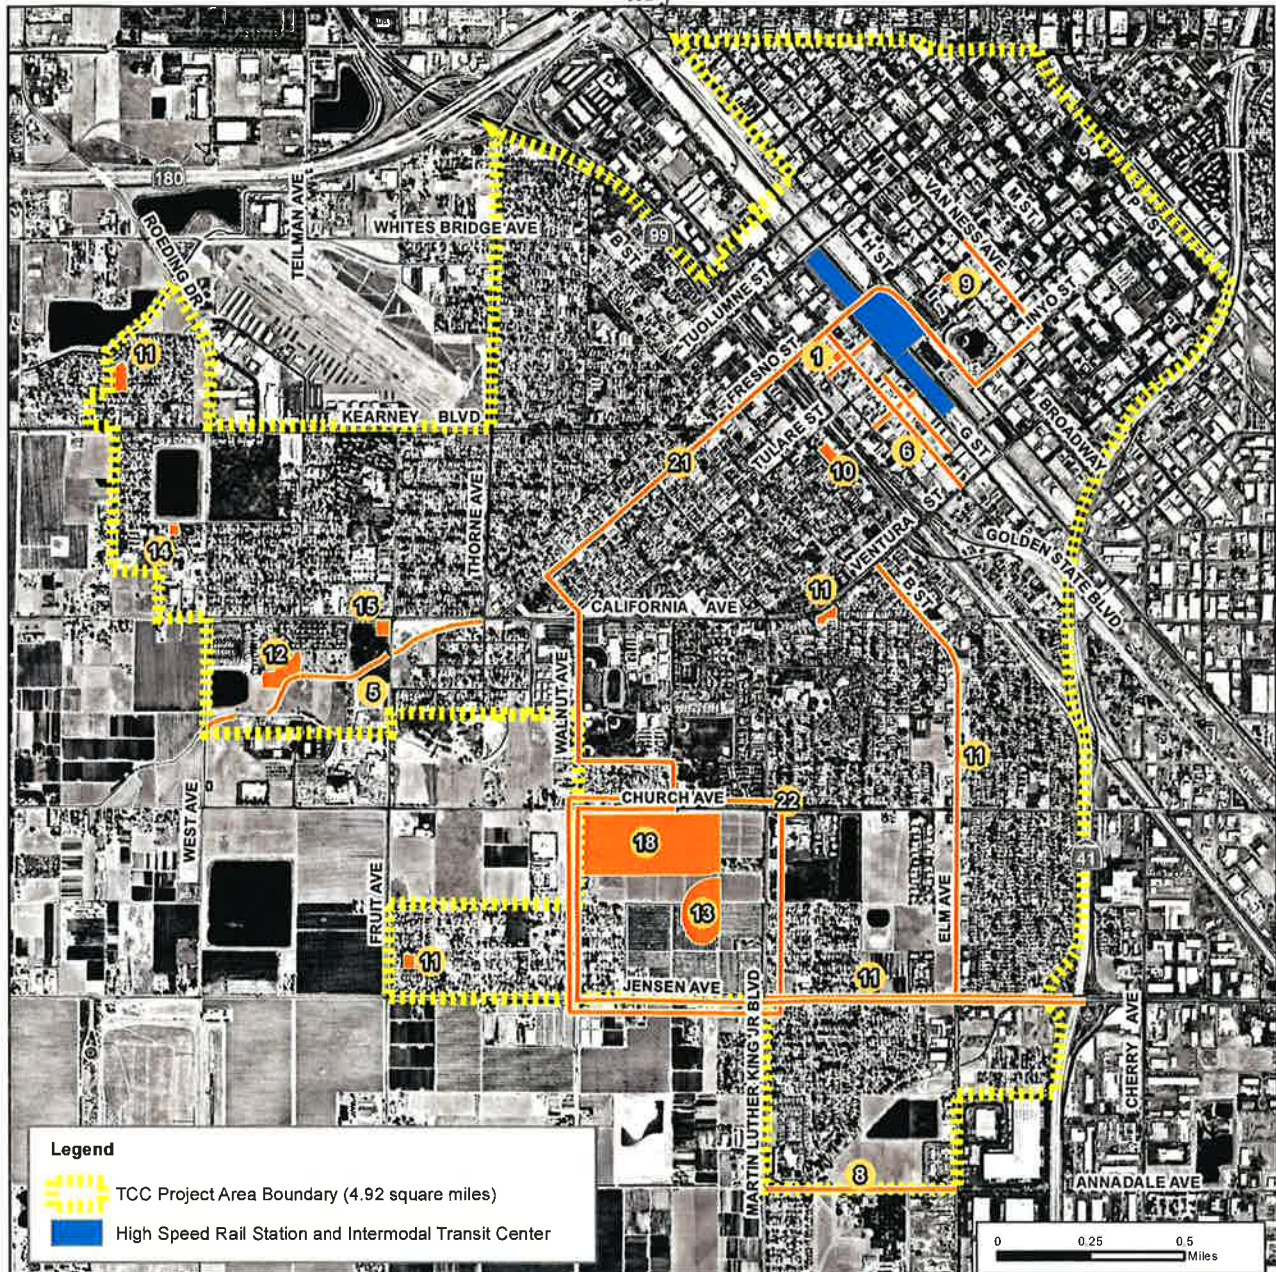 180
ROEDING DR
TEILMAN AVE
WHITES BRIDGE AVE
99
B ST
TUOLUMNE ST
H ST
VAN NESS AVE
M ST
P ST
9
INYO ST
11
KEARNEY BLVD
FRESNO ST
1
TULARE ST
G ST
BROADWAY
21
10
6
THORNE AVE
VENTURA ST
GOLDEN STATE BLVD
14
15
CALIFORNIA AVE
11
B ST
12
5
WALNUT AVE
11
WEST AVE
CHURCH AVE
22
18
41
FRUIT AVE
13
ELM AVE
11
JENSEN AVE
11
MARTIN LUTHER KING JR BLVD
CHERRY AVE
8
ANNADALE AVE
Legend
TCC Project Area Boundary (4.92 square miles)
High Speed Rail Station and Intermodal Transit Center
0 0.25 0.5
Miles